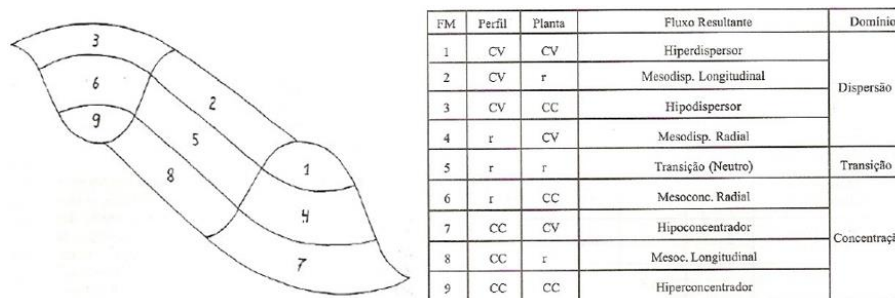 3
6
2
9
5
1
8
4
7
FM Perfil Planta Fluxo Resultante Domínio
1 CV CV Hiperdispersor
2 CV r Mesodisp. Longitudinal
Dispersão
3 CV CC Hipodispersor
4 r CV Mesodisp. Radial
5 r r Transição (Neutro) Transição
6 r CC Mesoconc. Radial
7 CC CV Hipoconcentrador
Concentraçã
8 CC r Mesoc. Longitudinal
9 CC CC Hiperconcentrador